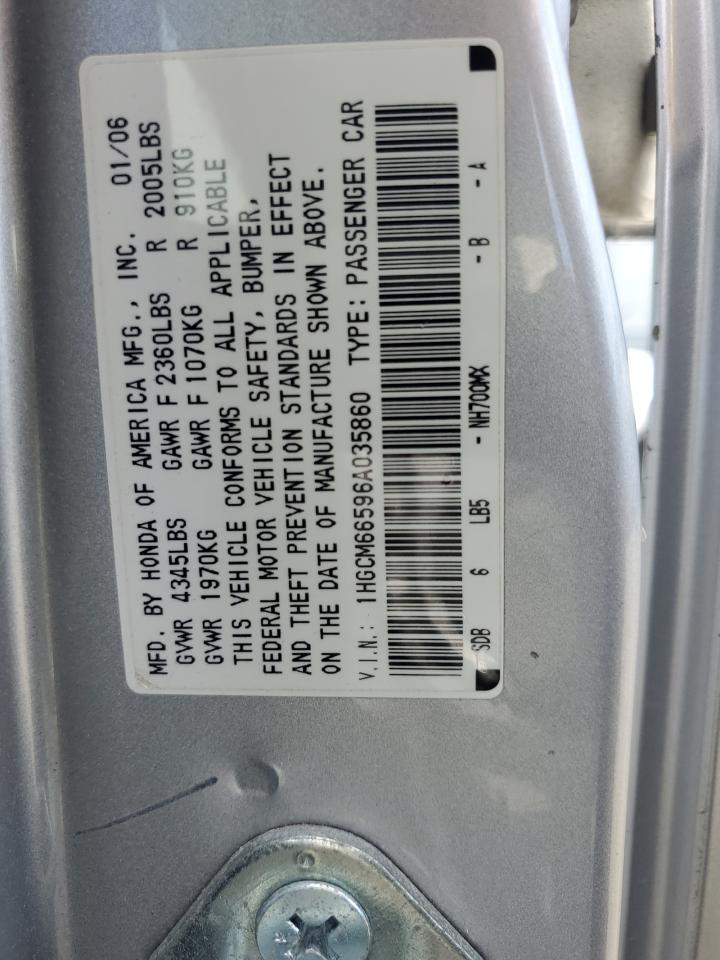 MFD. BY HONDA OF AMERICA MFG., INC. 01/06
GVWR 4345LBS GAWR F 2360LBS R 2005LBS
GVWR 1970KG GAWR F 1070KG R 910KG
THIS VEHICLE CONFORMS TO ALL APPLICABLE
FEDERAL MOTOR VEHICLE SAFETY, BUMPER,
AND THEFT PREVENTION STANDARDS IN EFFECT
ON THE DATE OF MANUFACTURE SHOWN ABOVE.
V.I.N.: 1HGCM66596A035860 TYPE: PASSENGER CAR
SDB 6 LB5 - NH700MX - B - A